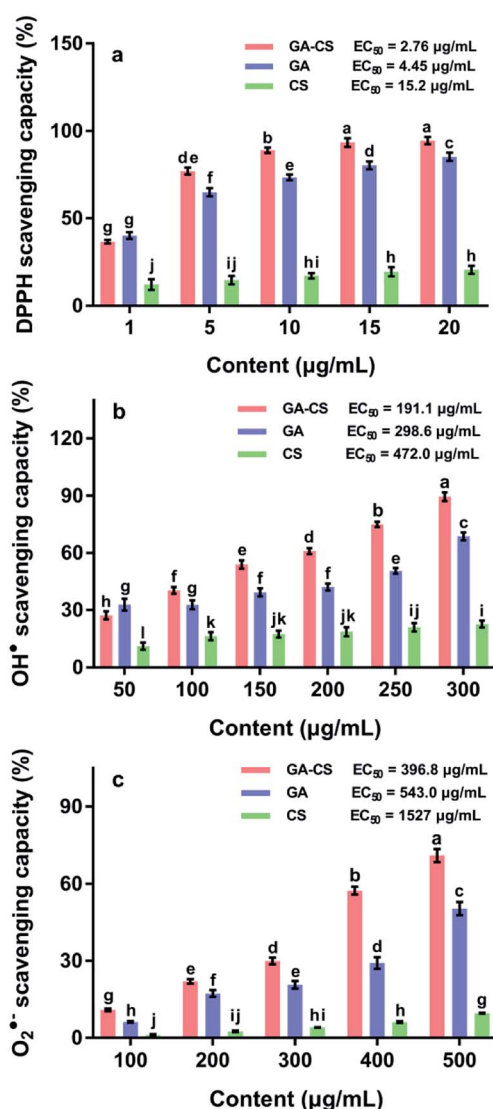 a
GA-CS EC50 = 2.76 µg/mL
GA EC50 = 4.45 µg/mL
CS EC50 = 15.2 µg/mL
DPPH scavenging capacity (%)
150
100
50
0
g g j
de f ij
b e hi
a d h
a c h
1 5 10 15 20
Content (µg/mL)
b
GA-CS EC50 = 191.1 µg/mL
GA EC50 = 298.6 µg/mL
CS EC50 = 472.0 µg/mL
OH• scavenging capacity (%)
120
90
60
30
0
h g l
f g k
e f jk
d f jk
b e ij
a c i
50 100 150 200 250 300
Content (µg/mL)
c
GA-CS EC50 = 396.8 µg/mL
GA EC50 = 543.0 µg/mL
CS EC50 = 1527 µg/mL
O2•- scavenging capacity (%)
90
60
30
0
g h j
e f ij
d e hi
b d h
a c g
100 200 300 400 500
Content (µg/mL)